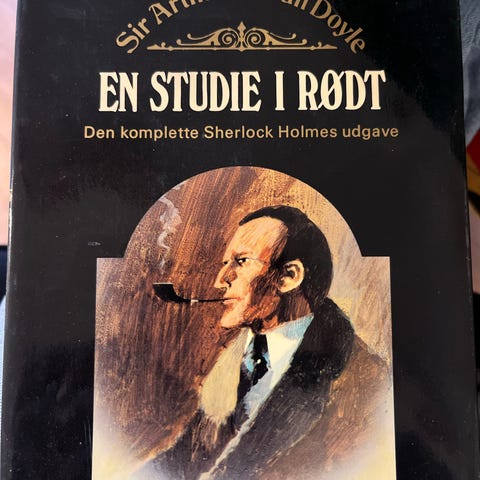 Sir Doyle
EN STUDIE I RØDT
Den komplette Sherlock Holmes udgave